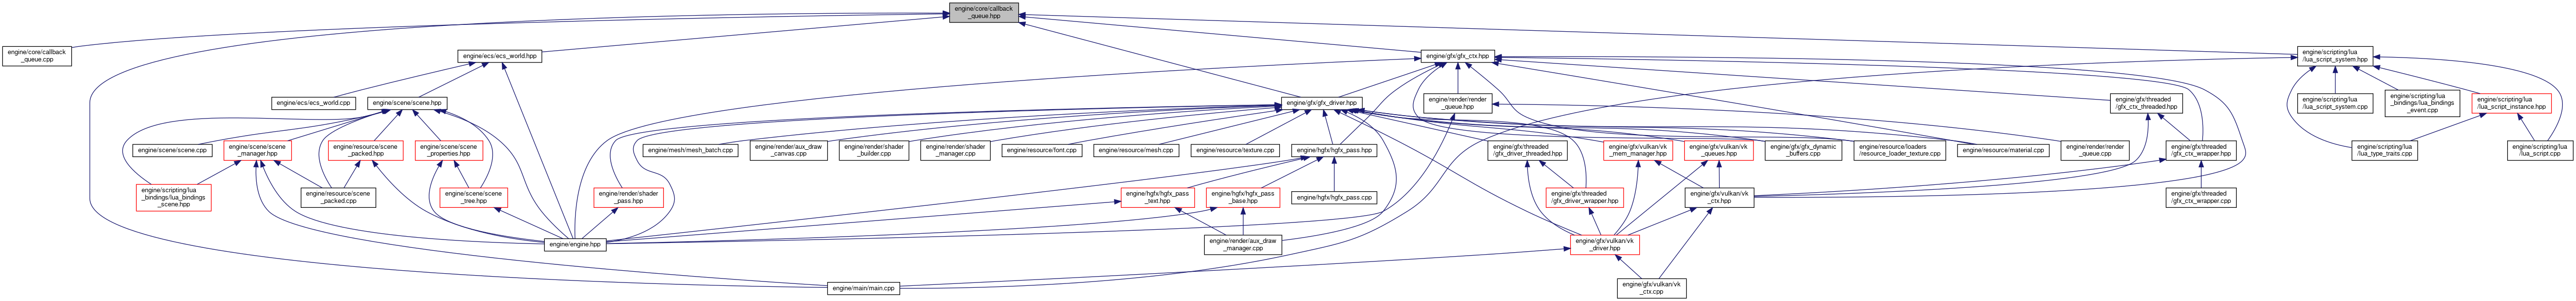 engine/core/callback
_queue.hpp
engine/core/callback
_queue.cpp
engine/ecs/ecs_world.hpp
engine/gfx/gfx_ctx.hpp
engine/scripting/lua
/lua_script_system.hpp
engine/ecs/ecs_world.cpp
engine/scene/scene.hpp
engine/gfx/gfx_driver.hpp
engine/render/render
_queue.hpp
engine/gfx/threaded
/gfx_ctx_threaded.hpp
engine/scripting/lua
/lua_script_system.cpp
engine/scripting/lua
_bindings/lua_bindings
_event.cpp
engine/scripting/lua
/lua_script_instance.hpp
engine/scene/scene.cpp
engine/scene/scene
_manager.hpp
engine/resource/scene
_packed.hpp
engine/scene/scene
_properties.hpp
engine/mesh/mesh_batch.cpp
engine/render/aux_draw
_canvas.cpp
engine/render/shader
_builder.cpp
engine/render/shader
_manager.cpp
engine/resource/font.cpp
engine/resource/mesh.cpp
engine/resource/texture.cpp
engine/hgfx/hgfx_pass.hpp
engine/gfx/threaded
/gfx_driver_threaded.hpp
engine/gfx/vulkan/vk
_mem_manager.hpp
engine/gfx/vulkan/vk
_queues.hpp
engine/gfx/gfx_dynamic
_buffers.cpp
engine/resource/loaders
/resource_loader_texture.cpp
engine/resource/material.cpp
engine/render/render
_queue.cpp
engine/gfx/threaded
/gfx_ctx_wrapper.hpp
engine/scripting/lua
/lua_type_traits.cpp
engine/scripting/lua
/lua_script.cpp
engine/scripting/lua
_bindings/lua_bindings
_scene.hpp
engine/resource/scene
_packed.cpp
engine/scene/scene
_tree.hpp
engine/render/shader
_pass.hpp
engine/hgfx/hgfx_pass
_text.hpp
engine/hgfx/hgfx_pass
_base.hpp
engine/hgfx/hgfx_pass.cpp
engine/gfx/threaded
/gfx_driver_wrapper.hpp
engine/gfx/vulkan/vk
_ctx.hpp
engine/gfx/threaded
/gfx_ctx_wrapper.cpp
engine/engine.hpp
engine/render/aux_draw
_manager.cpp
engine/gfx/vulkan/vk
_driver.hpp
engine/main/main.cpp
engine/gfx/vulkan/vk
_ctx.cpp